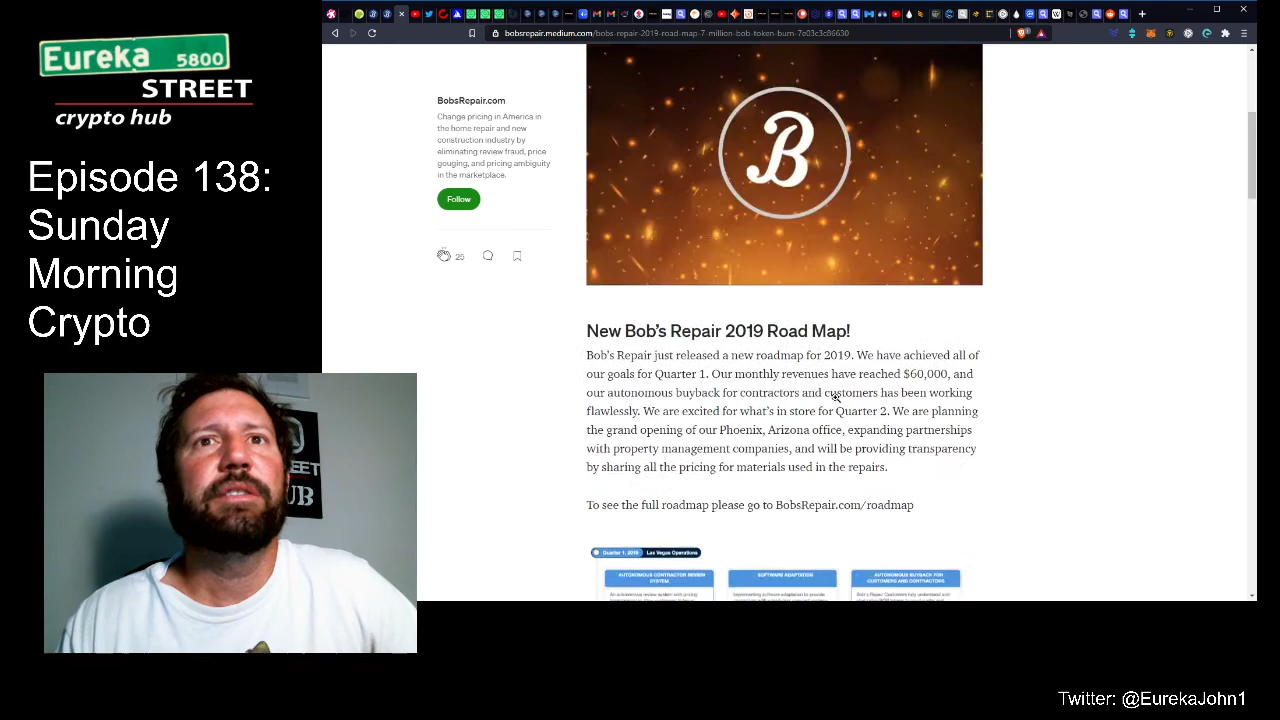 Eureka 5800
STREET
crypto hub
Episode 138:
Sunday
Morning
Crypto
bobsrepair.medium.com/bobs-repair-2019-road-map-7-million-bob-token-burn-7e03c3c86630
BobsRepair.com
Change pricing in America in
the home repair and new
construction industry by
eliminating review fraud, price
gouging, and pricing ambiguity
in the marketplace.
Follow
25
B
New Bob's Repair 2019 Road Map!
Bob's Repair just released a new roadmap for 2019. We have achieved all of
our goals for Quarter 1. Our monthly revenues have reached $60,000, and
our autonomous buyback for contractors and customers has been working
flawlessly. We are excited for what's in store for Quarter 2. We are planning
the grand opening of our Phoenix, Arizona office, expanding partnerships
with property management companies, and will be providing transparency
by sharing all the pricing for materials used in the repairs.
To see the full roadmap please go to BobsRepair.com/roadmap
Quarter 1, 2019 Las Vegas Operations
AUTONOMOUS CONTRACTOR REVIEW
SYSTEM
SOFTWARE ADAPTATION
AUTONOMOUS BUYBACK FOR
CUSTOMERS AND CONTRACTORS
Twitter: @EurekaJohn1